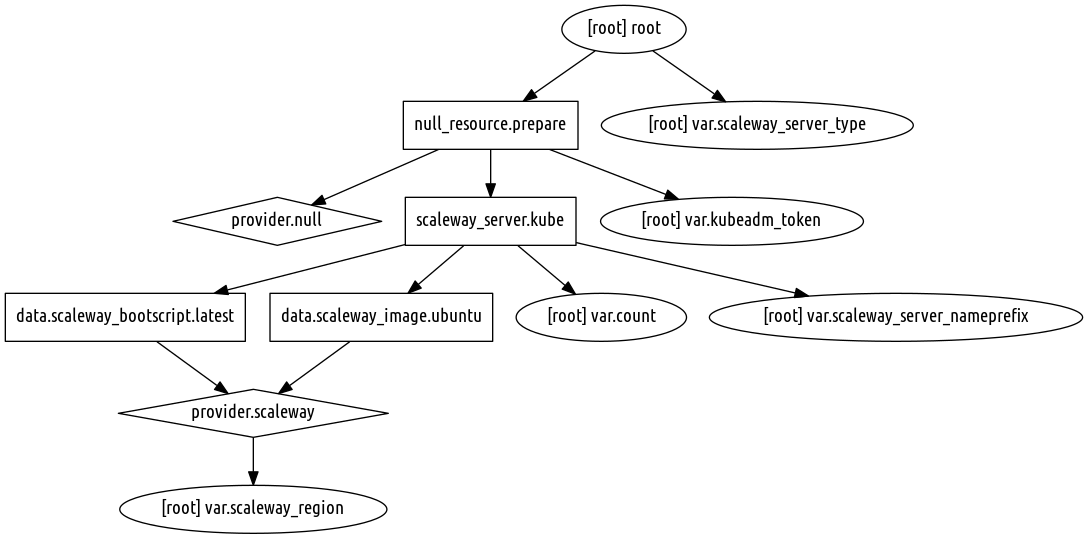 [root] root
null_resource.prepare
[root] var.scaleway_server_type
provider.null
scaleway_server.kube
[root] var.kubeadm_token
data.scaleway_bootscript.latest
data.scaleway_image.ubuntu
[root] var.count
[root] var.scaleway_server_nameprefix
provider.scaleway
[root] var.scaleway_region